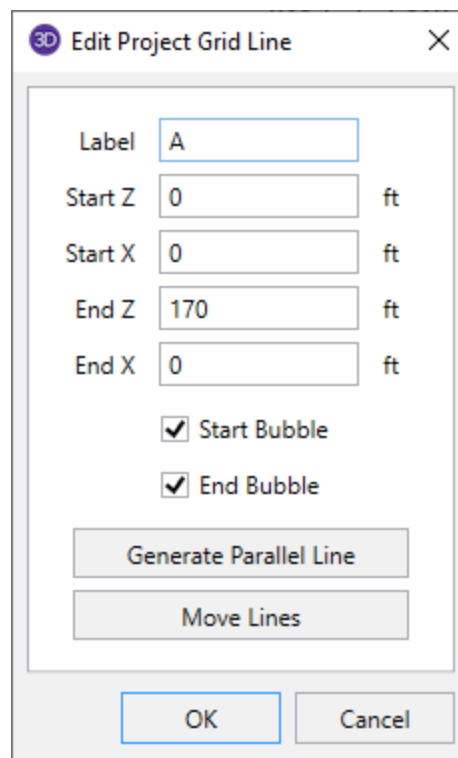 3D Edit Project Grid Line
Label A
Start Z 0 ft
Start X 0 ft
End Z 170 ft
End X 0 ft
Start Bubble
End Bubble
Generate Parallel Line
Move Lines
OK Cancel